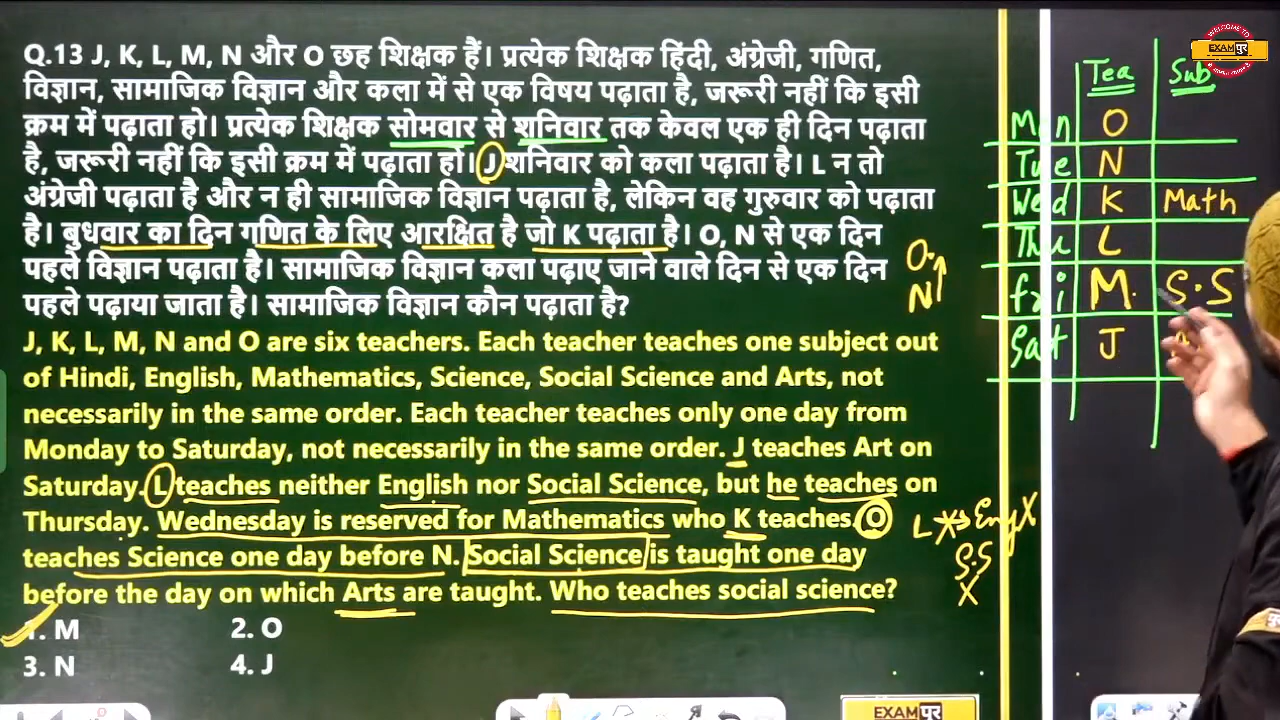 Q.13 J, K, L, M, N और O छह शिक्षक हैं। प्रत्येक शिक्षक हिंदी, अंग्रेजी, गणित,
विज्ञान, सामाजिक विज्ञान और कला में से एक विषय पढ़ाता है, जरूरी नहीं कि इसी
क्रम में पढ़ाता हो। प्रत्येक शिक्षक सोमवार से शनिवार तक केवल एक ही दिन पढ़ाता
है, जरूरी नहीं कि इसी क्रम में पढ़ाता हो। J शनिवार को कला पढ़ाता है। L न तो
अंग्रेजी पढ़ाता है और न ही सामाजिक विज्ञान पढ़ाता है, लेकिन वह गुरुवार को पढ़ाता
है। बुधवार का दिन गणित के लिए आरक्षित है जो K पढ़ाता है। O, N से एक दिन
पहले विज्ञान पढ़ाता है। सामाजिक विज्ञान कला पढ़ाए जाने वाले दिन से एक दिन
पहले पढ़ाया जाता है। सामाजिक विज्ञान कौन पढ़ाता है?
J, K, L, M, N and O are six teachers. Each teacher teaches one subject out
of Hindi, English, Mathematics, Science, Social Science and Arts, not
necessarily in the same order. Each teacher teaches only one day from
Monday to Saturday, not necessarily in the same order. J teaches Art on
Saturday. L teaches neither English nor Social Science, but he teaches on
Thursday. Wednesday is reserved for Mathematics who K teaches. O
teaches Science one day before N. Social Science is taught one day
before the day on which Arts are taught. Who teaches social science?
1. M 2. O
3. N 4. J
O.
N
L Eng X
S.S
X
Tea Sub
Mon O
Tue N
Wed K Math
Thu L
fri M. S.S
Sat J
WELCOME TO
EXAMपुर
EXAMपुर